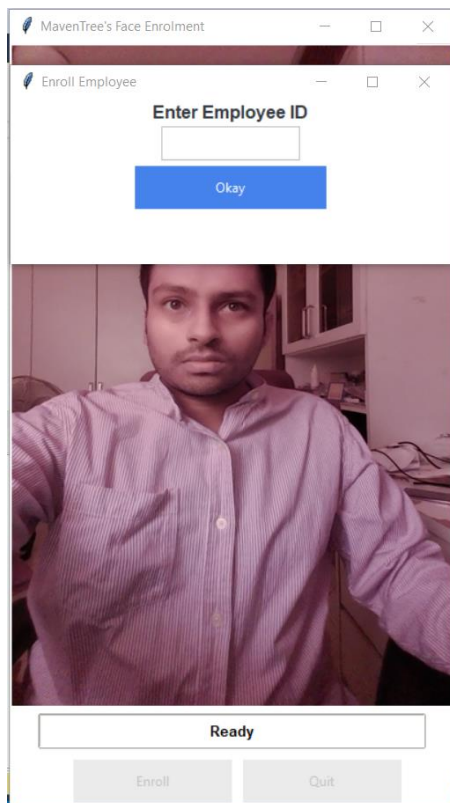 MavenTree's Face Enrolment
Enroll Employee
Enter Employee ID
Okay
Ready
Enroll
Quit